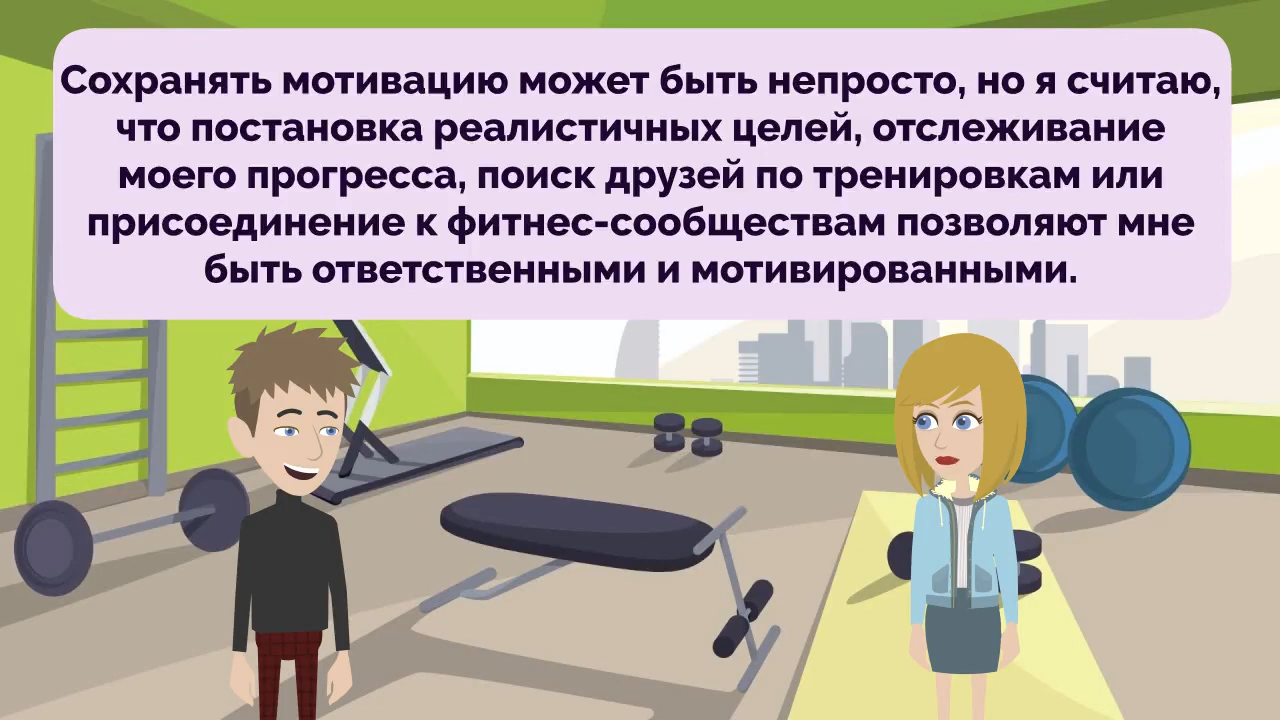 Сохранять мотивацию может быть непросто, но я считаю,
что постановка реалистичных целей, отслеживание
моего прогресса, поиск друзей по тренировкам или
присоединение к фитнес-сообществам позволяют мне
быть ответственными и мотивированными.